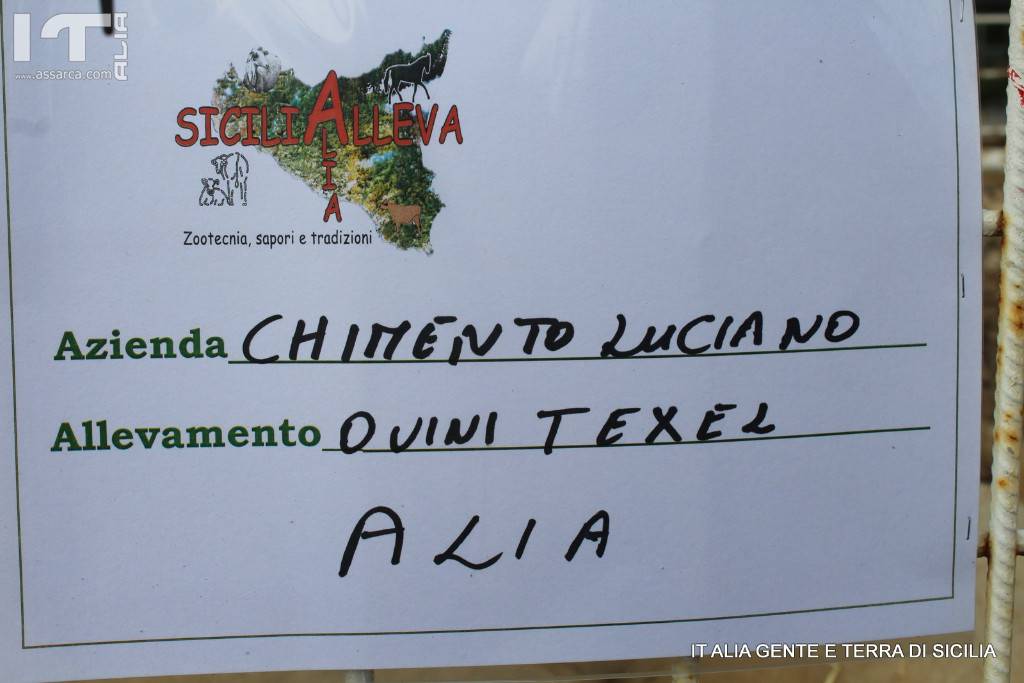 IT ALIA
www.assarca.com
SICILIALLEVA
ALIA
Zootecnia, sapori e tradizioni
Azienda CHIMENTO LUCIANO
Allevamento OVINI TEXEL
ALIA
IT ALIA GENTE E TERRA DI SICILIA